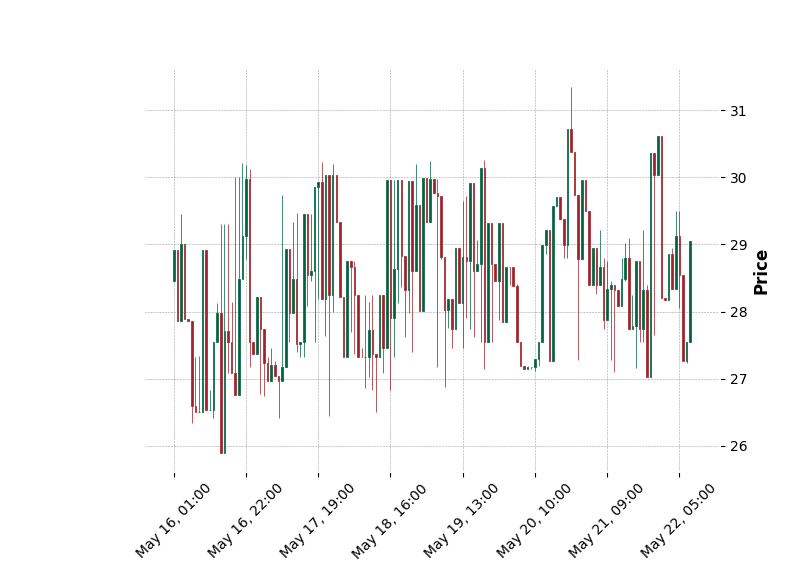 31
30
29
28
27
26
Price
May 16, 01:00
May 16, 22:00
May 17, 19:00
May 18, 16:00
May 19, 13:00
May 20, 10:00
May 21, 09:00
May 22, 05:00